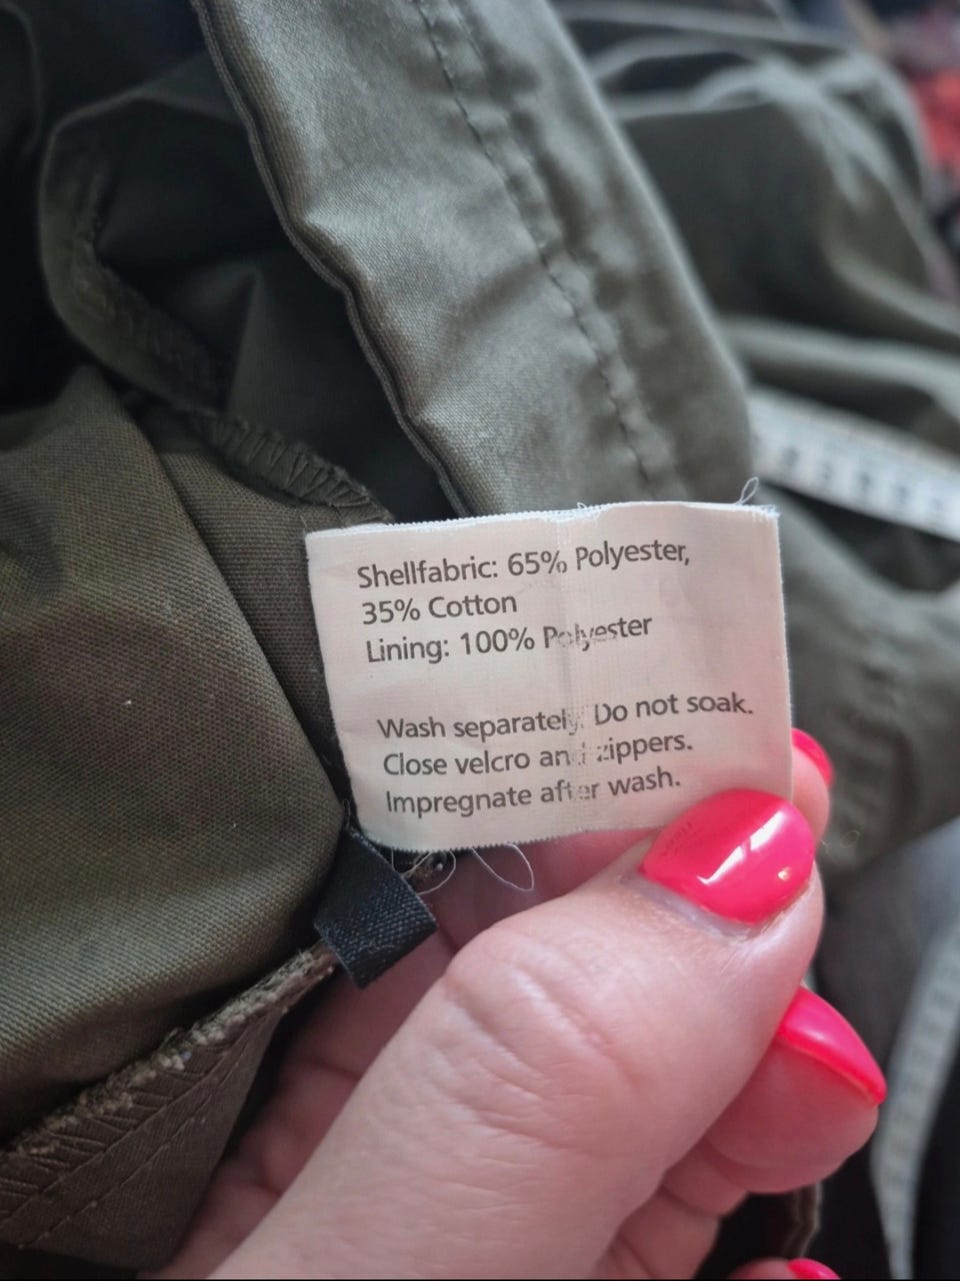 Shellfabric: 65% Polyester,
35% Cotton
Lining: 100% Polyester
Wash separately. Do not soak.
Close velcro and zippers.
Impregnate after wash.